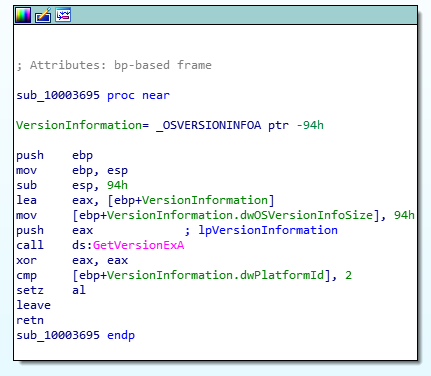 ; Attributes: bp-based frame
sub_10003695 proc near
VersionInformation= _OSVERSIONINFOA ptr -94h
push ebp
mov ebp, esp
sub esp, 94h
lea eax, [ebp+VersionInformation]
mov [ebp+VersionInformation.dwOSVersionInfoSize], 94h
push eax ; lpVersionInformation
call ds:GetVersionExA
xor eax, eax
cmp [ebp+VersionInformation.dwPlatformId], 2
setz al
leave
retn
sub_10003695 endp